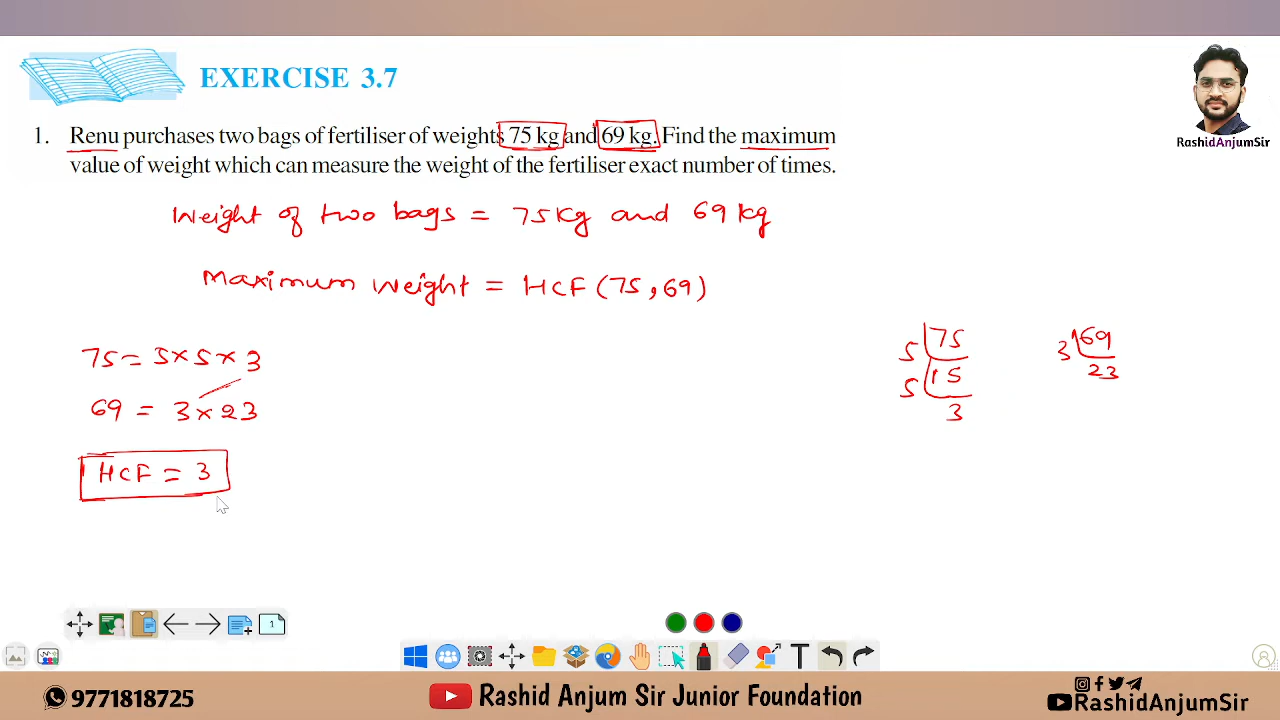 EXERCISE 3.7
RashidAnjumSir
1. Renu purchases two bags of fertiliser of weights 75 kg and 69 kg. Find the maximum
value of weight which can measure the weight of the fertiliser exact number of times.
Weight of two bags = 75 Kg and 69 kg
Maximum weight = HCF (75, 69)
75 = 5 × 5 × 3
69 = 3 × 23
HCF = 3
5 75
5 15
3
3 69
23
1
T
9771818725
Rashid Anjum Sir Junior Foundation
RashidAnjumSir